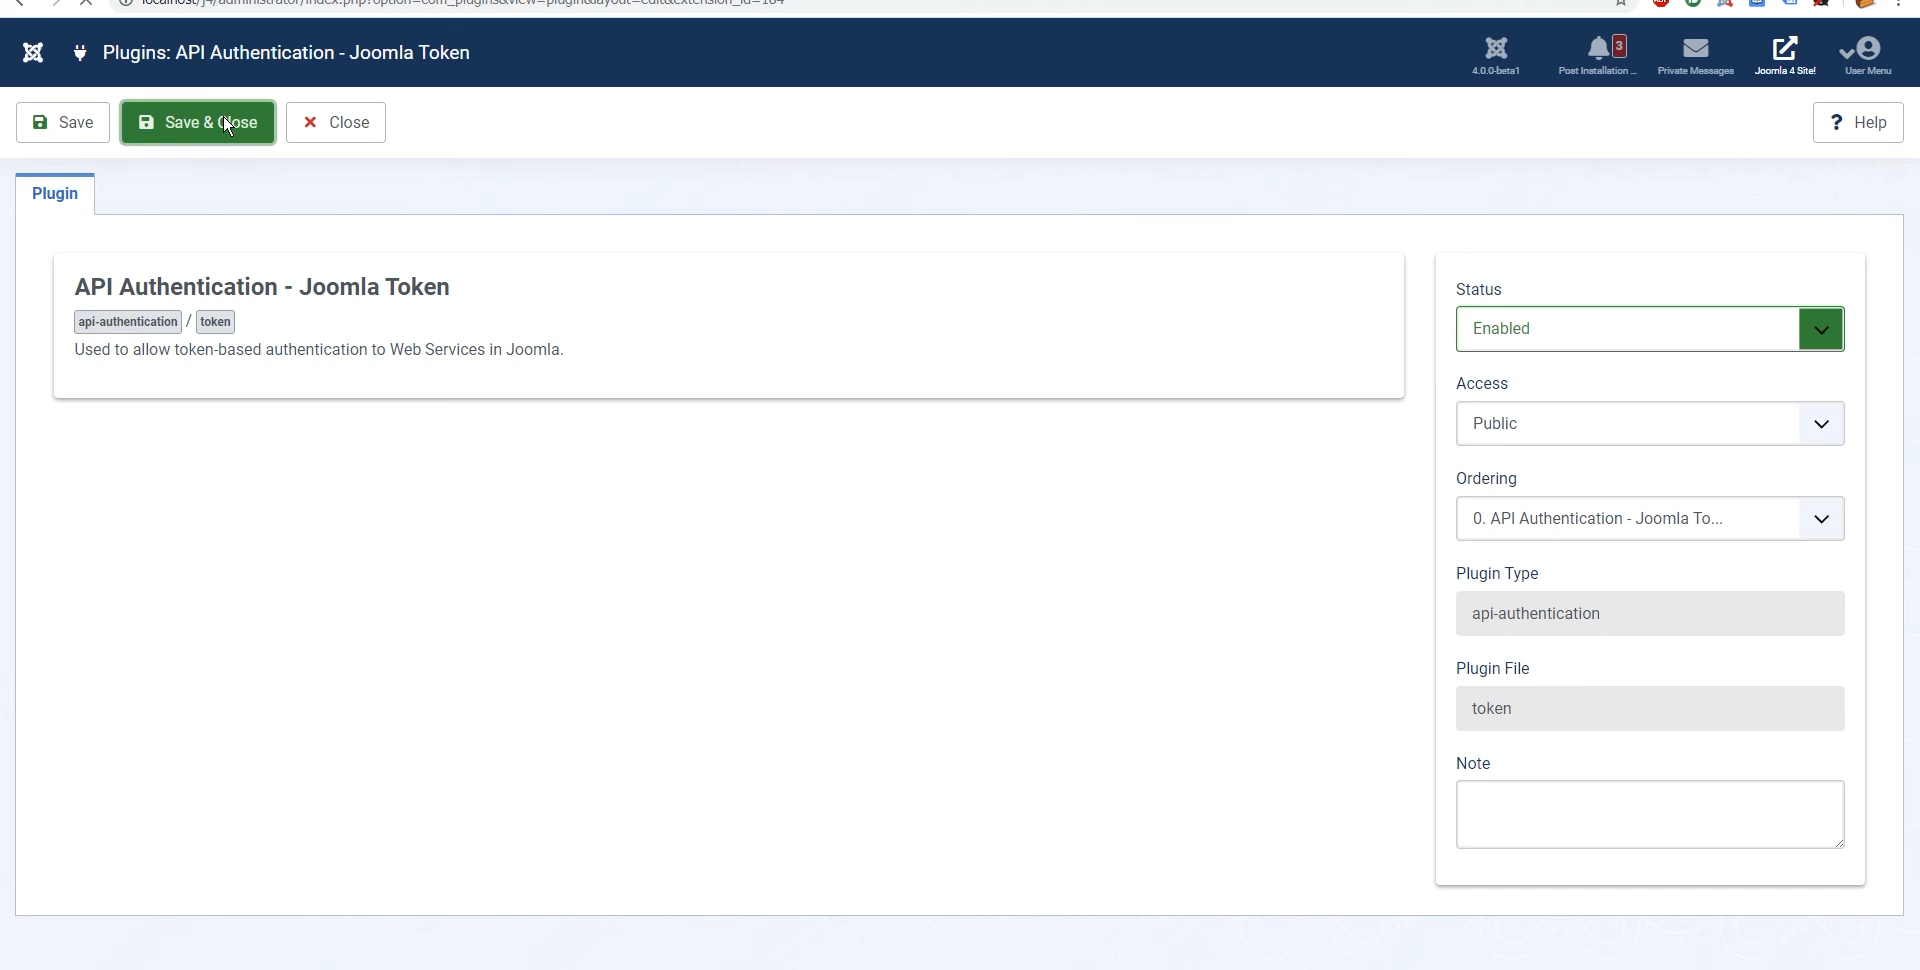 Plugins: API Authentication - Joomla Token
4.0.0-beta1
3
Post Installation ...
Private Messages
Joomla 4 Site!
User Menu
Save
Save & Close
Close
? Help
Plugin
API Authentication - Joomla Token
api-authentication / token
Used to allow token-based authentication to Web Services in Joomla.
Status
Enabled
Access
Public
Ordering
0. API Authentication - Joomla To...
Plugin Type
api-authentication
Plugin File
token
Note